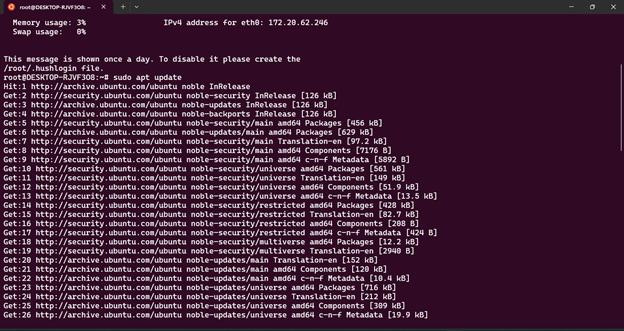 root@DESKTOP-RJVF3O8: ~
Memory usage: 3% IPv4 address for eth0: 172.20.62.246
Swap usage: 0%
This message is shown once a day. To disable it please create the
/root/.hushlogin file.
root@DESKTOP-RJVF3O8:~# sudo apt update
Hit:1 http://archive.ubuntu.com/ubuntu noble InRelease
Get:2 http://security.ubuntu.com/ubuntu noble-security InRelease [126 kB]
Get:3 http://archive.ubuntu.com/ubuntu noble-updates InRelease [126 kB]
Get:4 http://archive.ubuntu.com/ubuntu noble-backports InRelease [126 kB]
Get:5 http://security.ubuntu.com/ubuntu noble-security/main amd64 Packages [456 kB]
Get:6 http://archive.ubuntu.com/ubuntu noble-updates/main amd64 Packages [629 kB]
Get:7 http://security.ubuntu.com/ubuntu noble-security/main Translation-en [97.2 kB]
Get:8 http://security.ubuntu.com/ubuntu noble-security/main amd64 Components [7176 B]
Get:9 http://security.ubuntu.com/ubuntu noble-security/main amd64 c-n-f Metadata [5892 B]
Get:10 http://security.ubuntu.com/ubuntu noble-security/universe amd64 Packages [561 kB]
Get:11 http://security.ubuntu.com/ubuntu noble-security/universe Translation-en [149 kB]
Get:12 http://security.ubuntu.com/ubuntu noble-security/universe amd64 Components [51.9 kB]
Get:13 http://security.ubuntu.com/ubuntu noble-security/universe amd64 c-n-f Metadata [13.5 kB]
Get:14 http://security.ubuntu.com/ubuntu noble-security/restricted amd64 Packages [428 kB]
Get:15 http://security.ubuntu.com/ubuntu noble-security/restricted Translation-en [82.7 kB]
Get:16 http://security.ubuntu.com/ubuntu noble-security/restricted amd64 Components [208 B]
Get:17 http://security.ubuntu.com/ubuntu noble-security/restricted amd64 c-n-f Metadata [424 B]
Get:18 http://security.ubuntu.com/ubuntu noble-security/multiverse amd64 Packages [12.2 kB]
Get:19 http://security.ubuntu.com/ubuntu noble-security/multiverse Translation-en [2940 B]
Get:20 http://archive.ubuntu.com/ubuntu noble-updates/main Translation-en [152 kB]
Get:21 http://archive.ubuntu.com/ubuntu noble-updates/main amd64 Components [120 kB]
Get:22 http://archive.ubuntu.com/ubuntu noble-updates/main amd64 c-n-f Metadata [10.4 kB]
Get:23 http://archive.ubuntu.com/ubuntu noble-updates/universe amd64 Packages [716 kB]
Get:24 http://archive.ubuntu.com/ubuntu noble-updates/universe Translation-en [212 kB]
Get:25 http://archive.ubuntu.com/ubuntu noble-updates/universe amd64 Components [309 kB]
Get:26 http://archive.ubuntu.com/ubuntu noble-updates/universe amd64 c-n-f Metadata [19.9 kB]